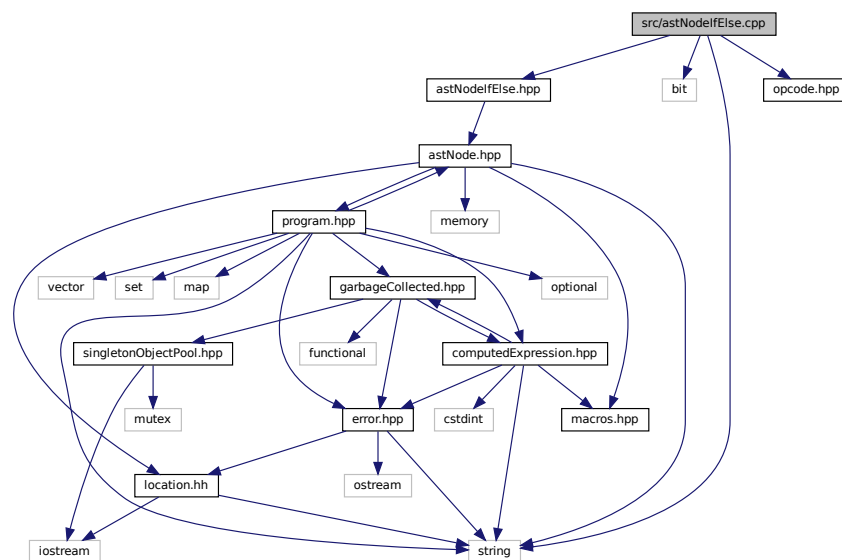 src/astNodeIfElse.cpp
astNodeIfElse.hpp
bit
opcode.hpp
astNode.hpp
program.hpp
memory
vector
set
map
garbageCollected.hpp
optional
singletonObjectPool.hpp
functional
computedExpression.hpp
mutex
error.hpp
cstdint
macros.hpp
location.hh
ostream
iostream
string